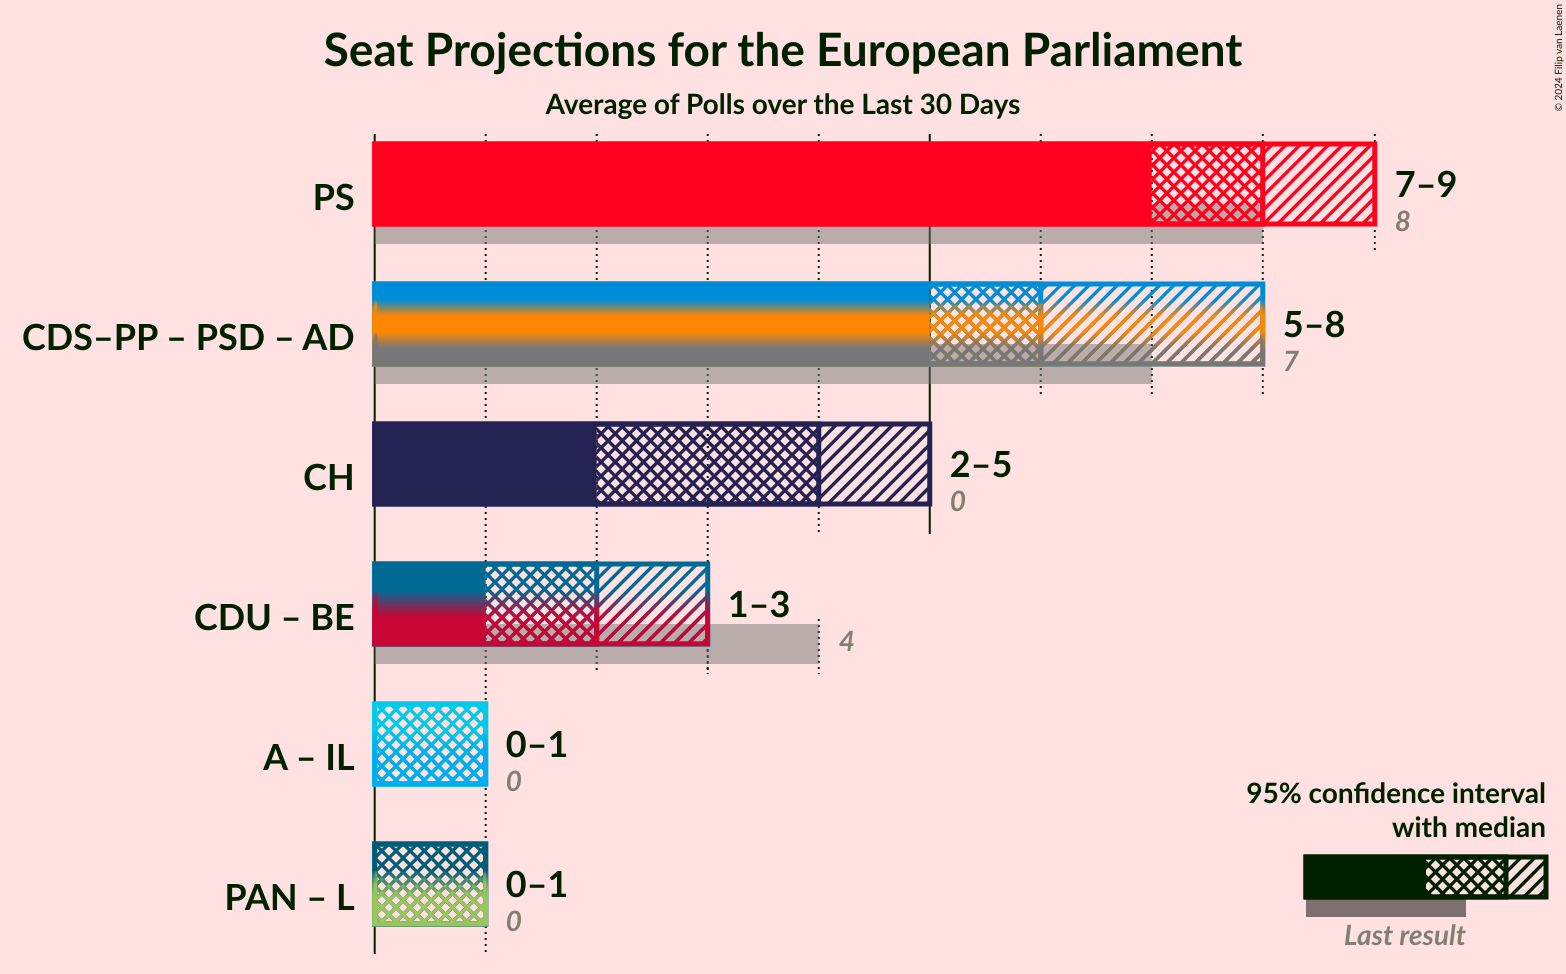 Seat Projections for the European Parliament
Average of Polls over the Last 30 Days
© 2024 Filip van Laenen
PS
7–9
8
CDS–PP – PSD – AD
5–8
7
CH
2–5
0
CDU – BE
1–3
4
A – IL
0–1
0
PAN – L
0–1
0
95% confidence interval
with median
Last result